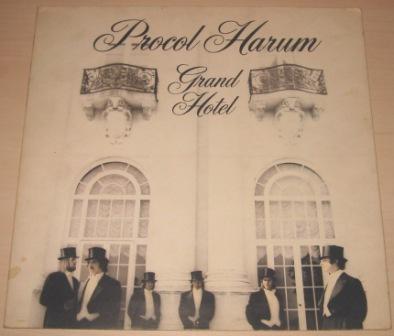 Procol Harum
Grand
Hotel